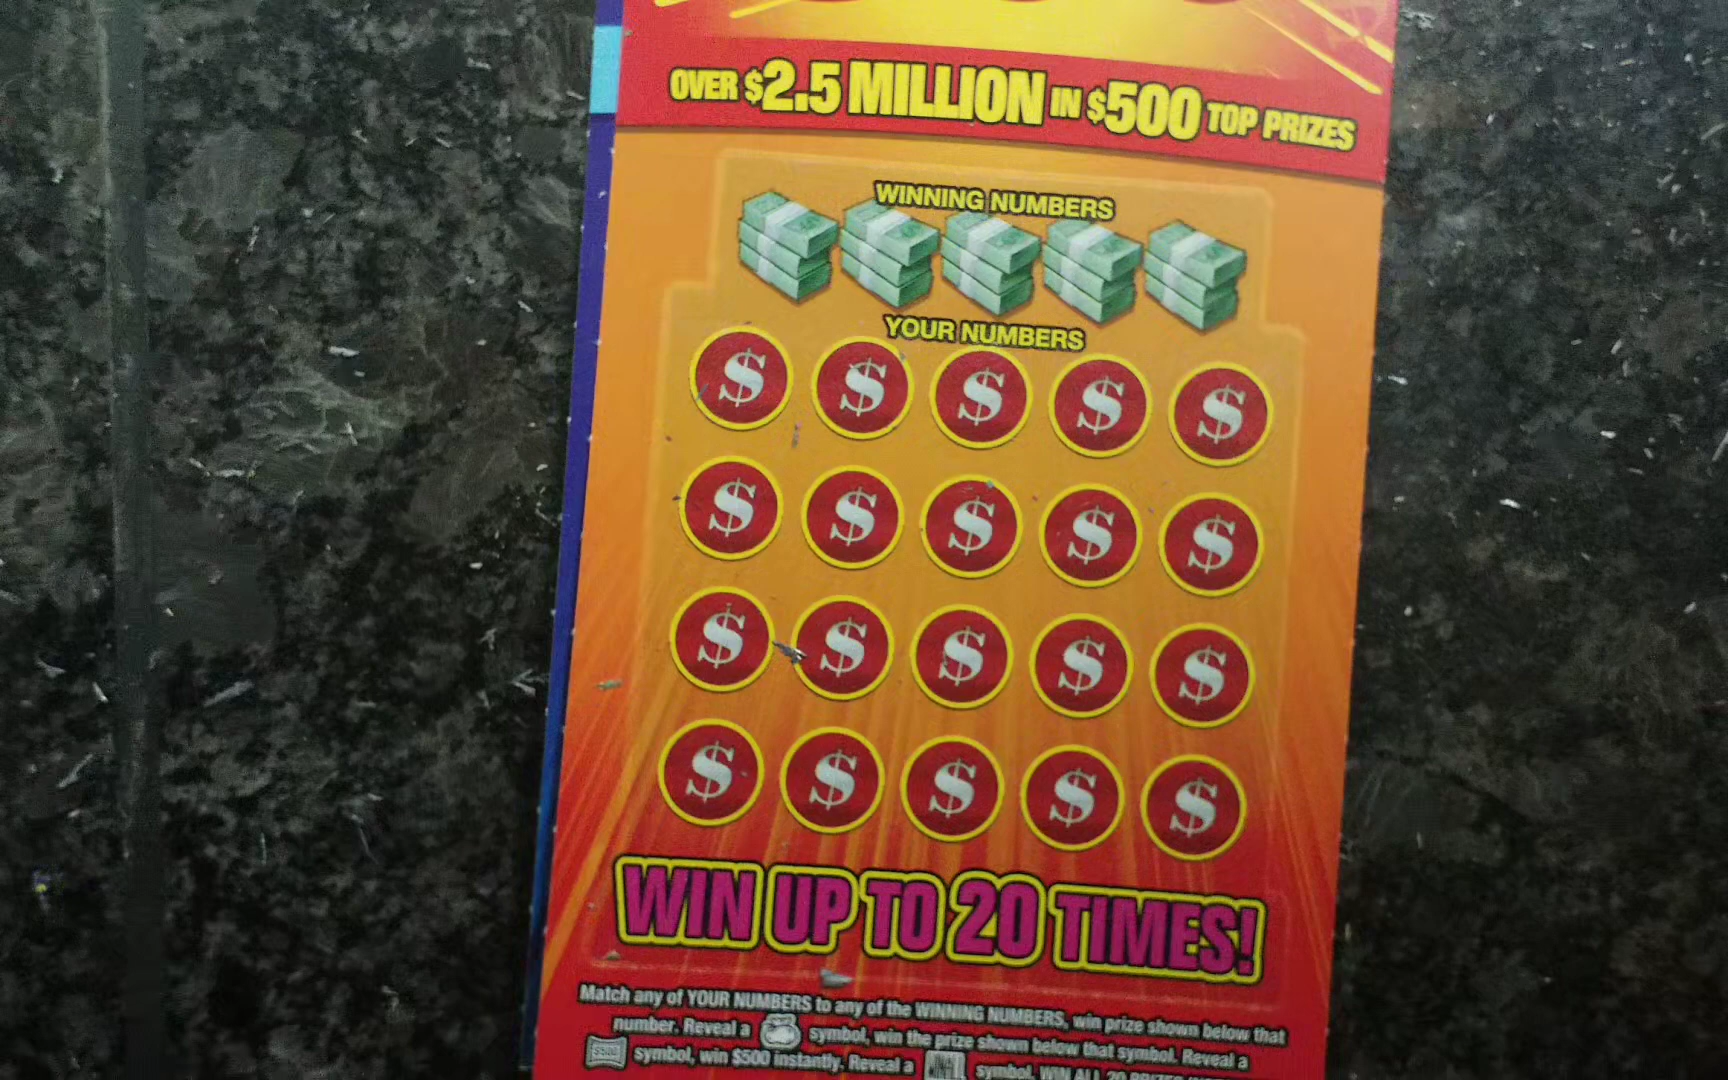 OVER $2.5 MILLION IN $500 TOP PRIZES
WINNING NUMBERS
YOUR NUMBERS
$ $ $ $ $
$ $ $ $ $
$ $ $ $ $
$ $ $ $ $
WIN UP TO 20 TIMES!
Match any of YOUR NUMBERS to any of the WINNING NUMBERS, win prize shown below that
number. Reveal a symbol, win the prize shown below that symbol. Reveal a
$500 symbol, win $500 instantly. Reveal a symbol, WIN ALL 20 PRIZES